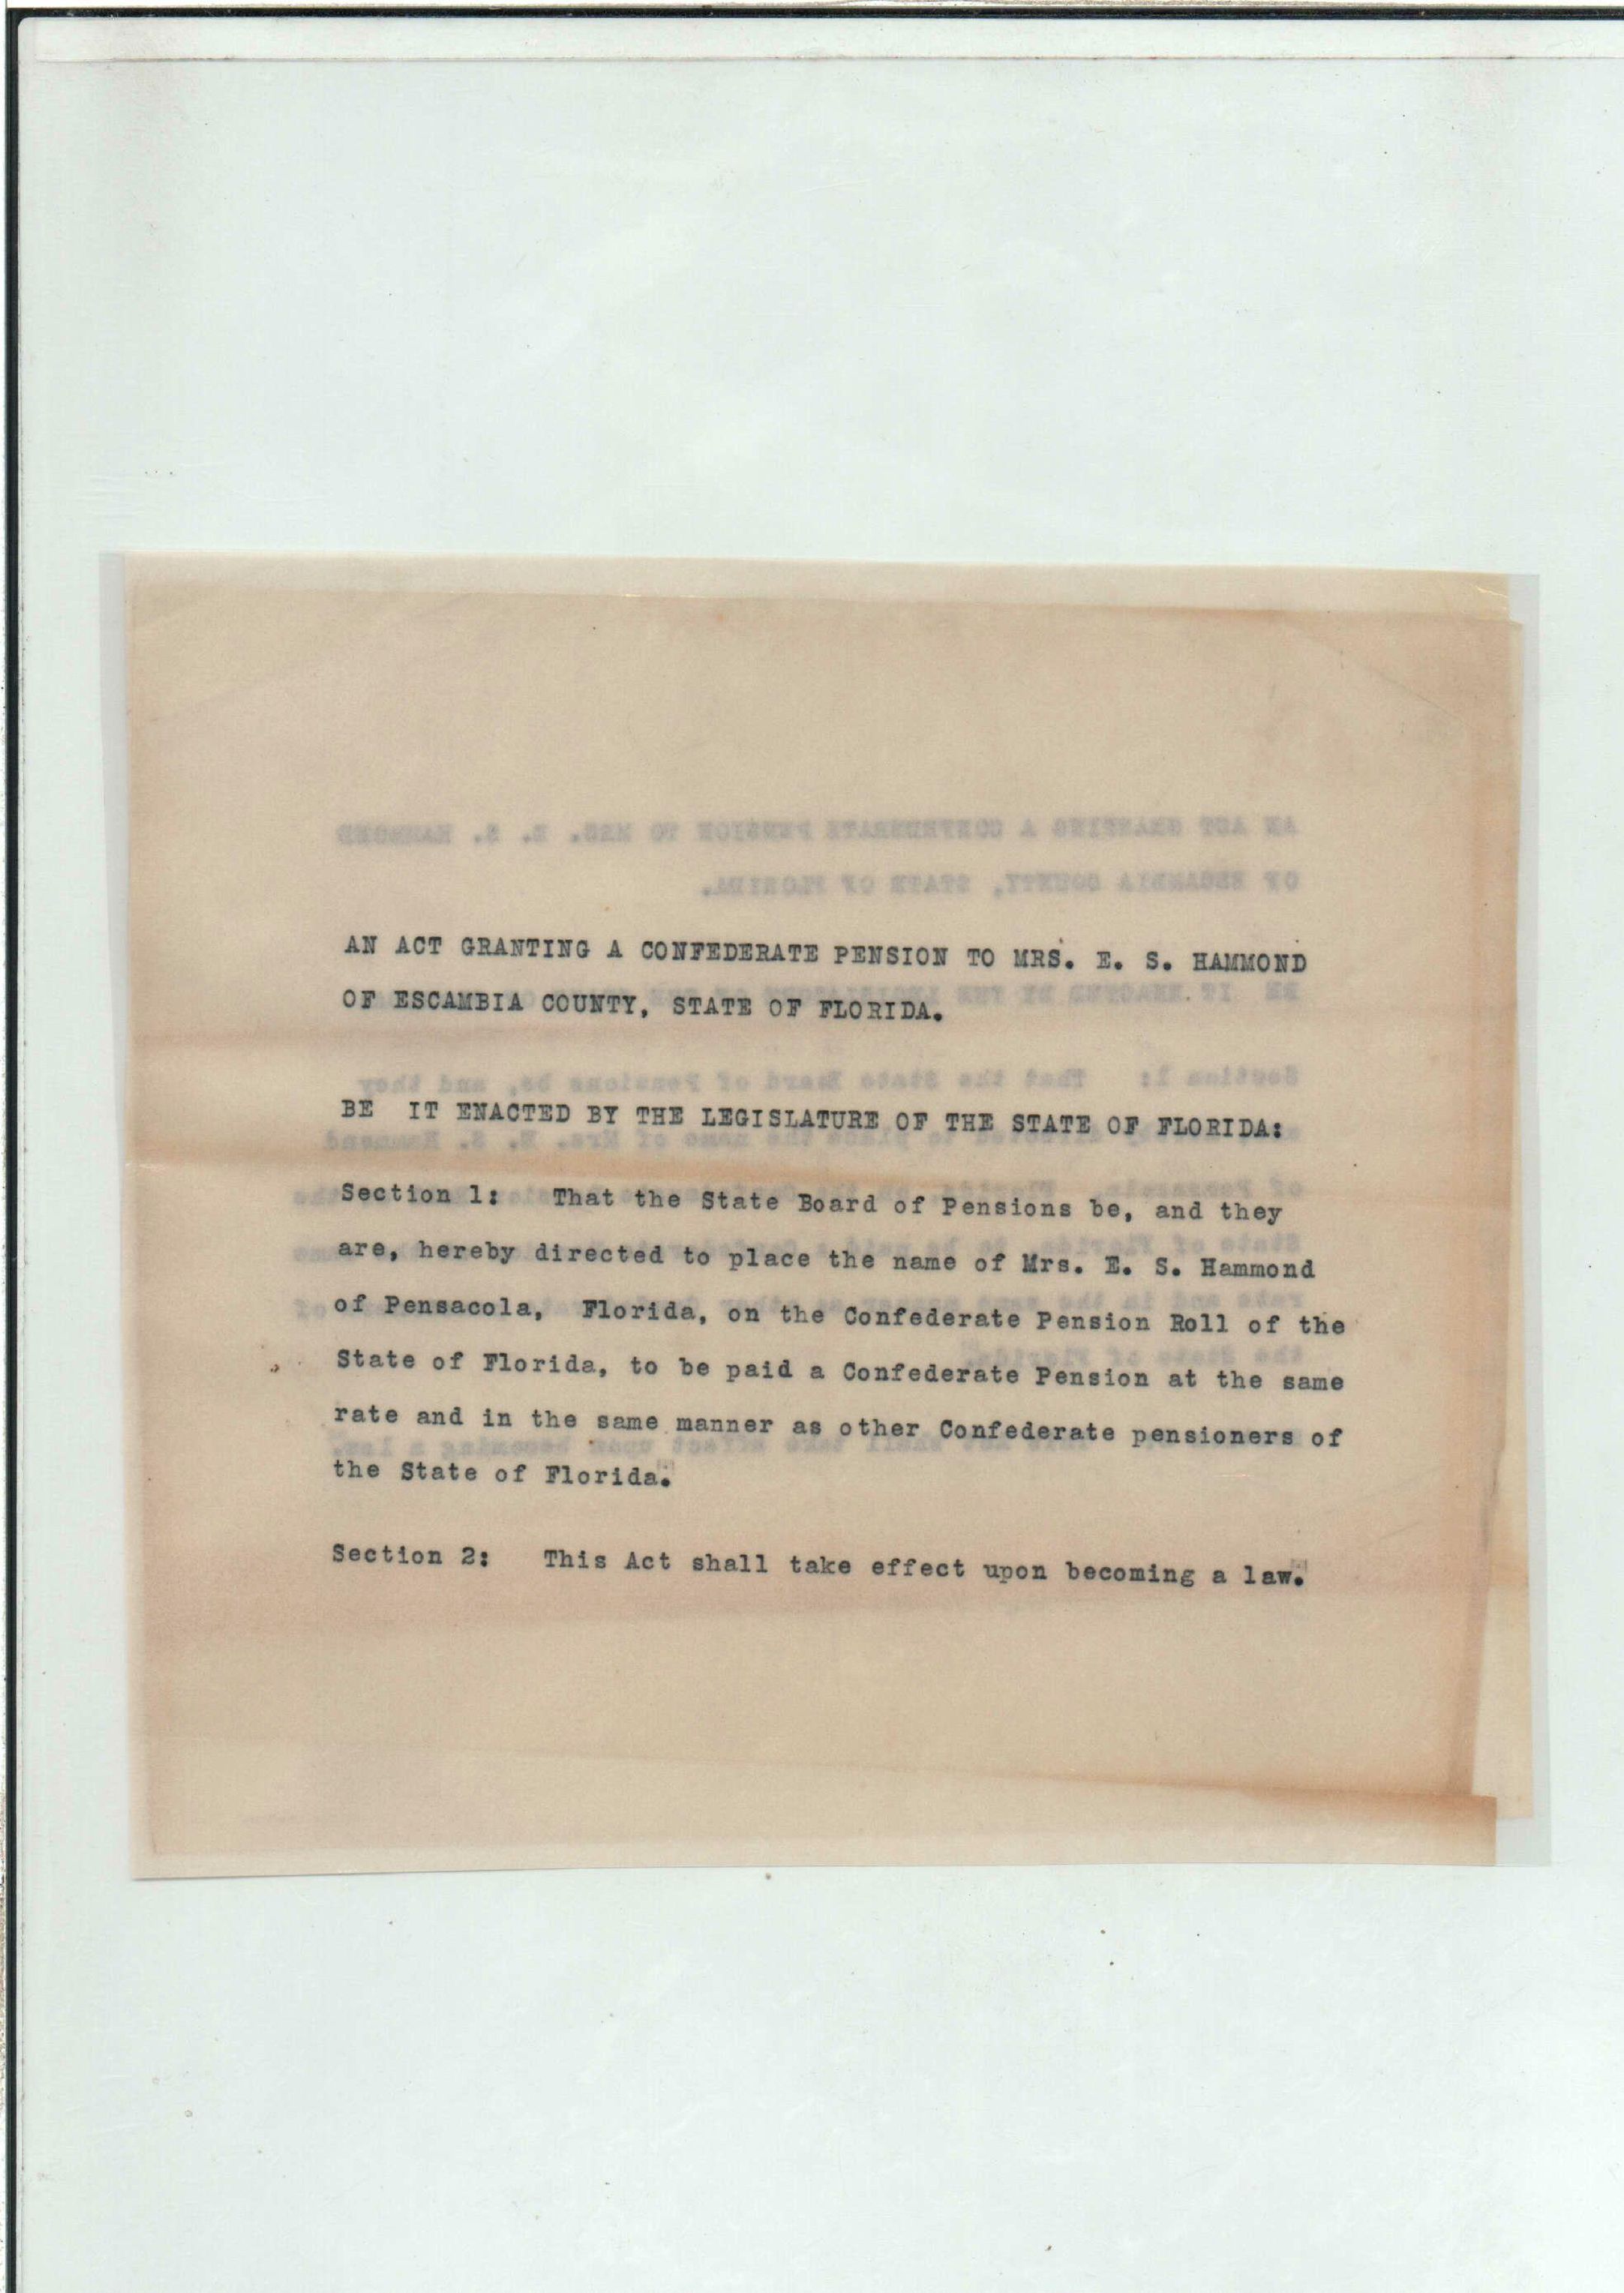 AN ACT GRANTING A CONFEDERATE PENSION TO MRS. E. S. HAMMOND
OF ESCAMBIA COUNTY, STATE OF FLORIDA.
BE IT ENACTED BY THE LEGISLATURE OF THE STATE OF FLORIDA:
Section 1: That the State Board of Pensions be, and they
are, hereby directed to place the name of Mrs. E. S. Hammond
of Pensacola, Florida, on the Confederate Pension Roll of the
State of Florida, to be paid a Confederate Pension at the same
rate and in the same manner as other Confederate pensioners of
the State of Florida.
Section 2: This Act shall take effect upon becoming a law.